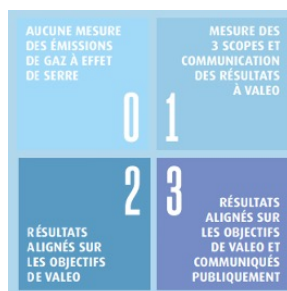 AUCUNE MESURE
DES ÉMISSIONS
DE GAZ À EFFET
DE SERRE
0
MESURE DES
3 SCOPES ET
COMMUNICATION
DES RÉSULTATS
À VALEO
1
2
RÉSULTATS
ALIGNÉS SUR
LES OBJECTIFS
DE VALEO
3
RÉSULTATS
ALIGNÉS SUR
LES OBJECTIFS
DE VALEO ET
COMMUNIQUÉS
PUBLIQUEMENT